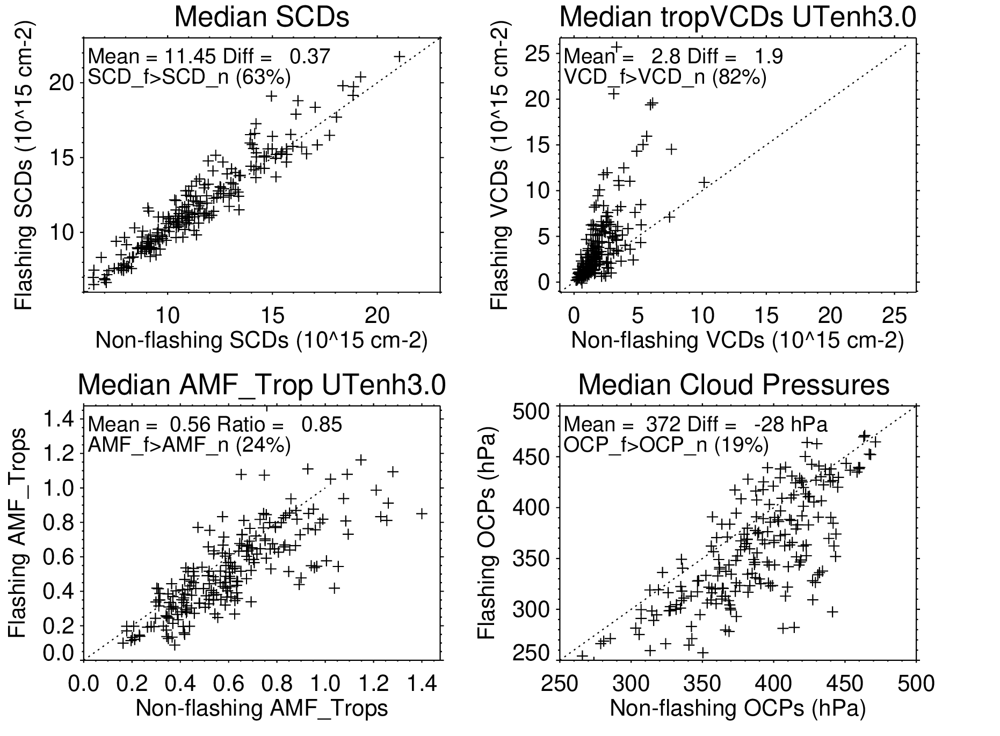 Median SCDs
Flashing SCDs (10^15 cm-2)
Mean = 11.45 Diff = 0.37
SCD_f>SCD_n (63%)
20
15
10
10 15 20
Non-flashing SCDs (10^15 cm-2)
Median tropVCDs UTenh3.0
Flashing VCDs (10^15 cm-2)
Mean = 2.8 Diff = 1.9
VCD_f>VCD_n (82%)
25
20
15
10
5
0
0 5 10 15 20 25
Non-flashing VCDs (10^15 cm-2)
Median AMF_Trop UTenh3.0
Flashing AMF_Trops
Mean = 0.56 Ratio = 0.85
AMF_f>AMF_n (24%)
1.4
1.2
1.0
0.8
0.6
0.4
0.2
0.0
0.0 0.2 0.4 0.6 0.8 1.0 1.2 1.4
Non-flashing AMF_Trops
Median Cloud Pressures
Flashing OCPs (hPa)
Mean = 372 Diff = -28 hPa
OCP_f>OCP_n (19%)
500
450
400
350
300
250
250 300 350 400 450 500
Non-flashing OCPs (hPa)